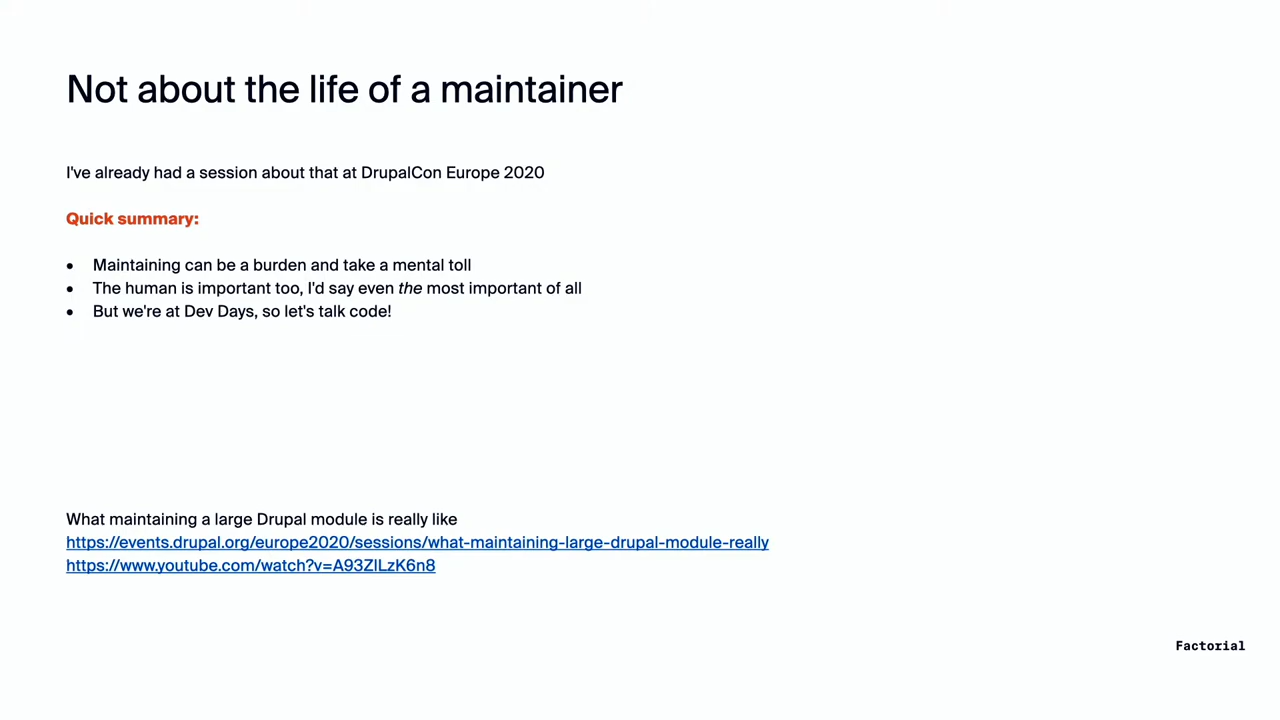 Not about the life of a maintainer
I've already had a session about that at DrupalCon Europe 2020
Quick summary:
● Maintaining can be a burden and take a mental toll
● The human is important too, I'd say even the most important of all
● But we're at Dev Days, so let's talk code!
What maintaining a large Drupal module is really like
https://events.drupal.org/europe2020/sessions/what-maintaining-large-drupal-module-really
https://www.youtube.com/watch?v=A93ZlLzK6n8
Factorial